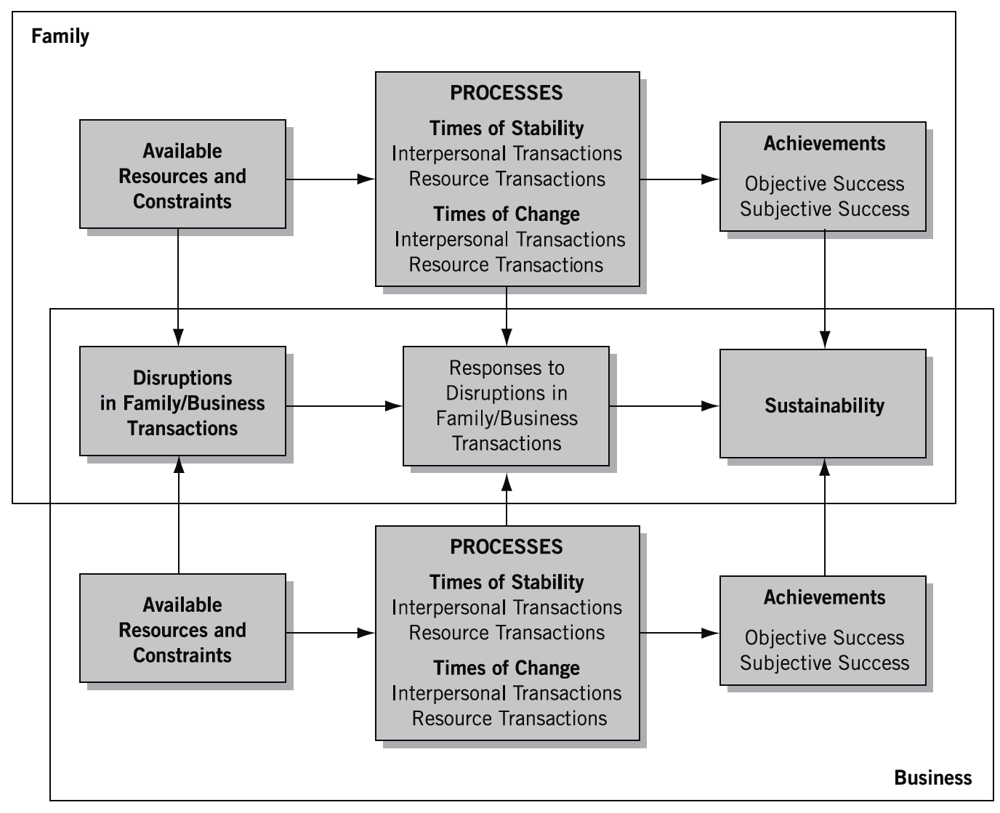 Family
Available
Resources and
Constraints
PROCESSES
Times of Stability
Interpersonal Transactions
Resource Transactions
Times of Change
Interpersonal Transactions
Resource Transactions
Achievements
Objective Success
Subjective Success
Disruptions
in Family/Business
Transactions
Responses to
Disruptions in
Family/Business
Transactions
Sustainability
Available
Resources and
Constraints
PROCESSES
Times of Stability
Interpersonal Transactions
Resource Transactions
Times of Change
Interpersonal Transactions
Resource Transactions
Achievements
Objective Success
Subjective Success
Business